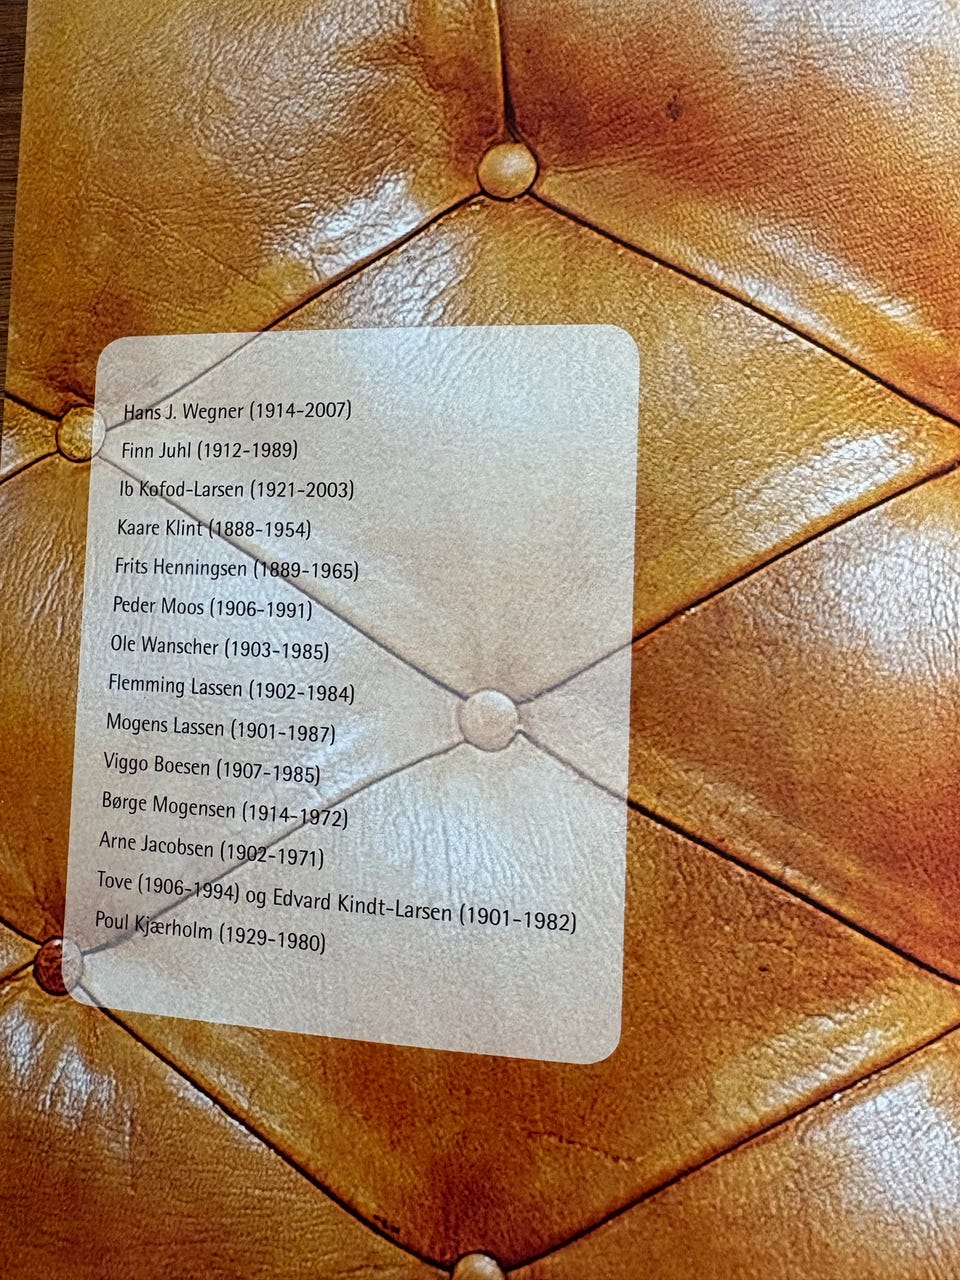 Hans J. Wegner (1914-2007)
Finn Juhl (1912-1989)
Ib Kofod-Larsen (1921-2003)
Kaare Klint (1888-1954)
Frits Henningsen (1889-1965)
Peder Moos (1906-1991)
Ole Wanscher (1903-1985)
Flemming Lassen (1902-1984)
Mogens Lassen (1901-1987)
Viggo Boesen (1907-1985)
Børge Mogensen (1914-1972)
Arne Jacobsen (1902-1971)
Tove (1906-1994) og Edvard Kindt-Larsen (1901-1982)
Poul Kjærholm (1929-1980)